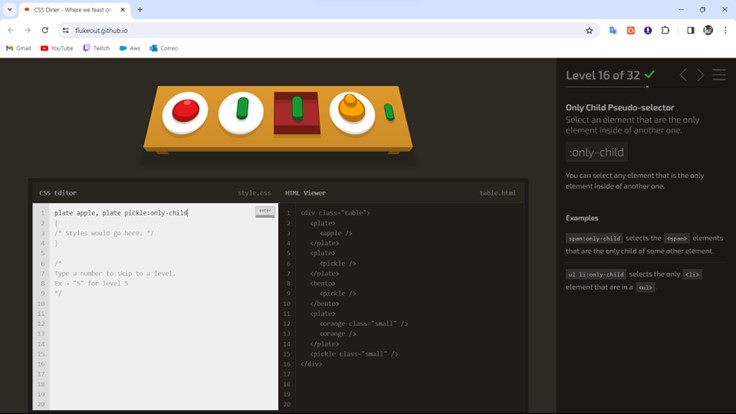 CSS Diner - Where we feast on
flukeout.github.io
Gmail
YouTube
Twitch
Aws
Correo
Level 16 of 32
Only Child Pseudo-selector
Select an element that are the only
element inside of another one.
:only-child
You can select any element that is the only
element inside of another one.
Examples
span:only-child selects the <span> elements
that are the only child of some other element.
ul li:only-child selects the only <li>
element that are in a <ul>.
CSS Editor
style.css
1 plate apple, plate pickle:only-child
enter
2 {
3 /* Styles would go here. */
4 }
5
6 /*
7 Type a number to skip to a level.
8 Ex → "5" for level 5
9 */
10
11
12
13
14
15
16
17
18
19
20
HTML Viewer
table.html
1 <div class="table">
2 <plate>
3 <apple />
4 </plate>
5 <plate>
6 <pickle />
7 </plate>
8 <bento>
9 <pickle />
10 </bento>
11 <plate>
12 <orange class="small" />
13 <orange />
14 </plate>
15 <pickle class="small" />
16 </div>
17
18
19
20